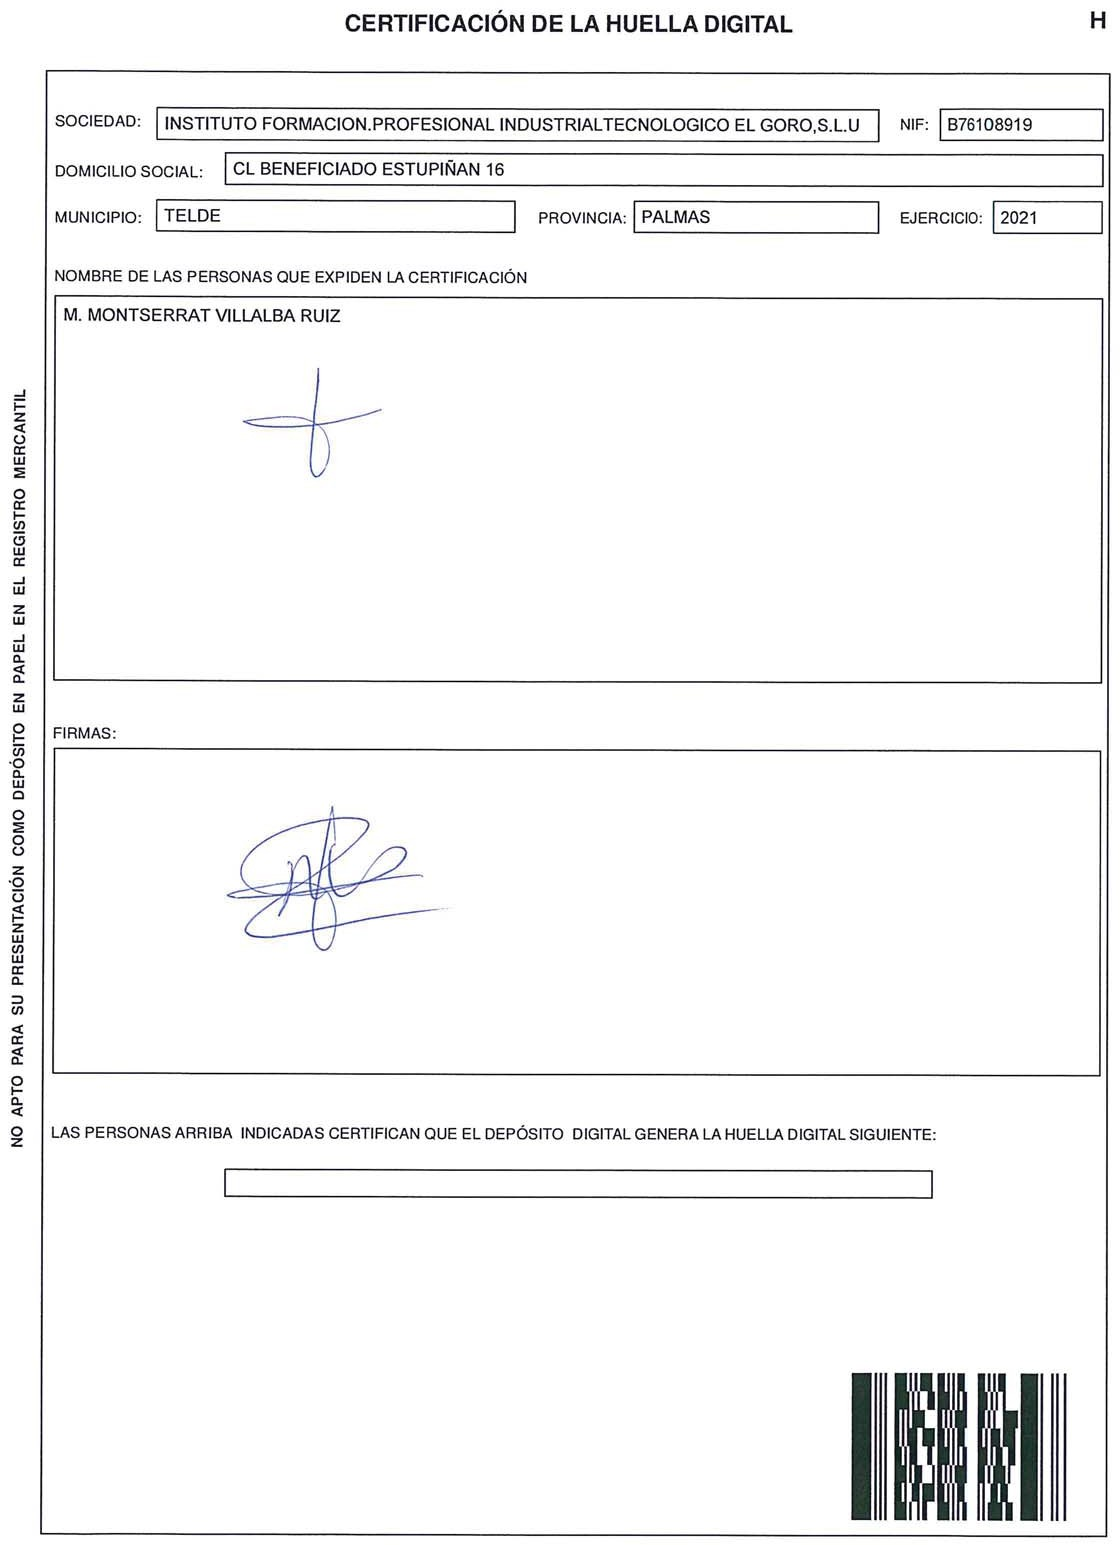 CERTIFICACIÓN DE LA HUELLA DIGITAL
H
SOCIEDAD: INSTITUTO FORMACION.PROFESIONAL INDUSTRIALTECNOLOGICO EL GORO,S.L.U NIF: B76108919
DOMICILIO SOCIAL: CL BENEFICIADO ESTUPIÑAN 16
MUNICIPIO: TELDE PROVINCIA: PALMAS EJERCICIO: 2021
NOMBRE DE LAS PERSONAS QUE EXPIDEN LA CERTIFICACIÓN
M. MONTSERRAT VILLALBA RUIZ
NO APTO PARA SU PRESENTACIÓN COMO DEPÓSITO EN PAPEL EN EL REGISTRO MERCANTIL
FIRMAS:
LAS PERSONAS ARRIBA INDICADAS CERTIFICAN QUE EL DEPÓSITO DIGITAL GENERA LA HUELLA DIGITAL SIGUIENTE: